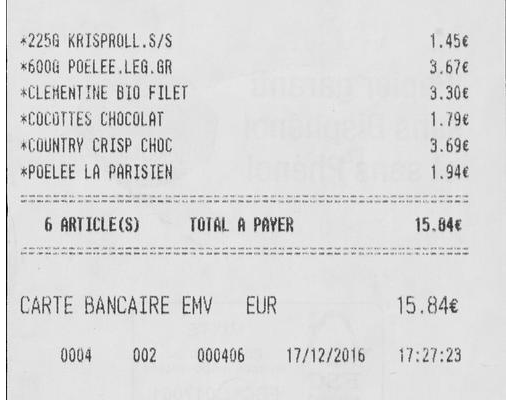 *225G KRISPROLL.S/S 1.45€
*600G POELEE.LEG.GR 3.67€
*CLEMENTINE BIO FILET 3.30€
*COCOTTES CHOCOLAT 1.79€
*COUNTRY CRISP CHOC 3.69€
*POELEE LA PARISIEN 1.94€
6 ARTICLE(S) TOTAL A PAYER 15.84€
CARTE BANCAIRE EMV EUR 15.84€
0004 002 000406 17/12/2016 17:27:23